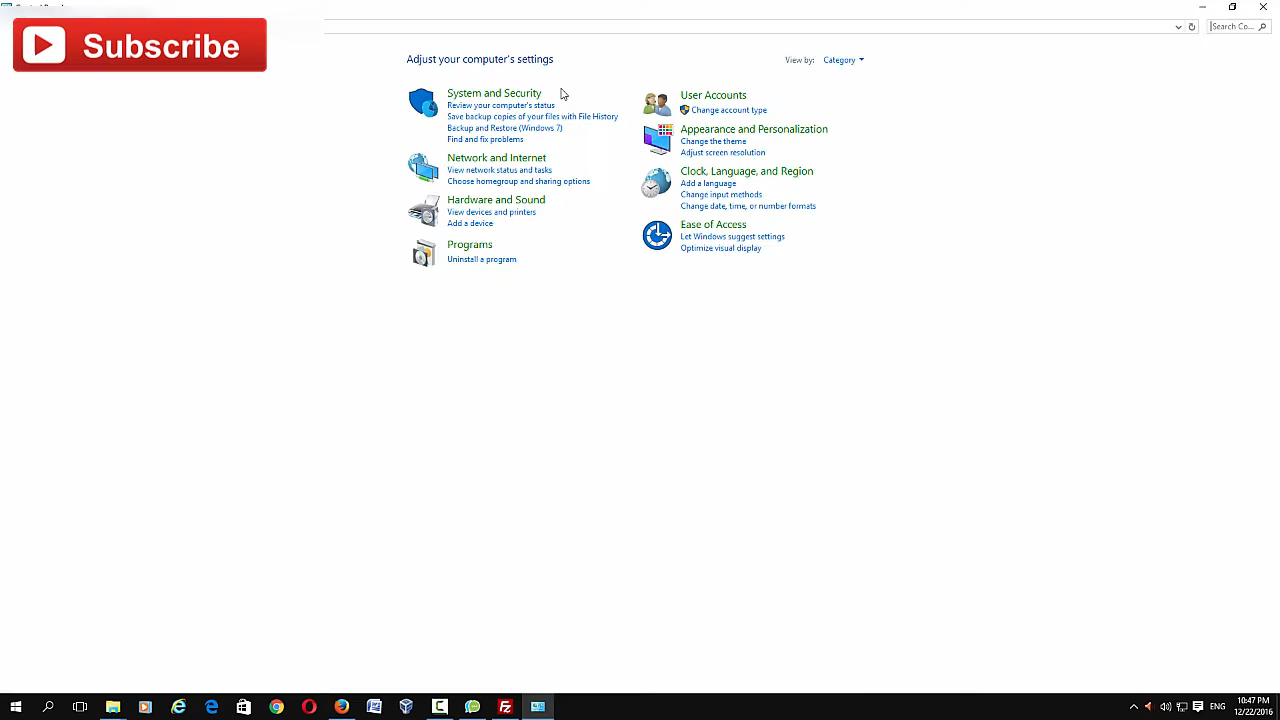 Subscribe
Search Co...
Adjust your computer's settings
View by: Category
System and Security
Review your computer's status
Save backup copies of your files with File History
Backup and Restore (Windows 7)
Find and fix problems
Network and Internet
View network status and tasks
Choose homegroup and sharing options
Hardware and Sound
View devices and printers
Add a device
Programs
Uninstall a program
User Accounts
Change account type
Appearance and Personalization
Change the theme
Adjust screen resolution
Clock, Language, and Region
Add a language
Change input methods
Change date, time, or number formats
Ease of Access
Let Windows suggest settings
Optimize visual display
ENG
10:47 PM
12/22/2016